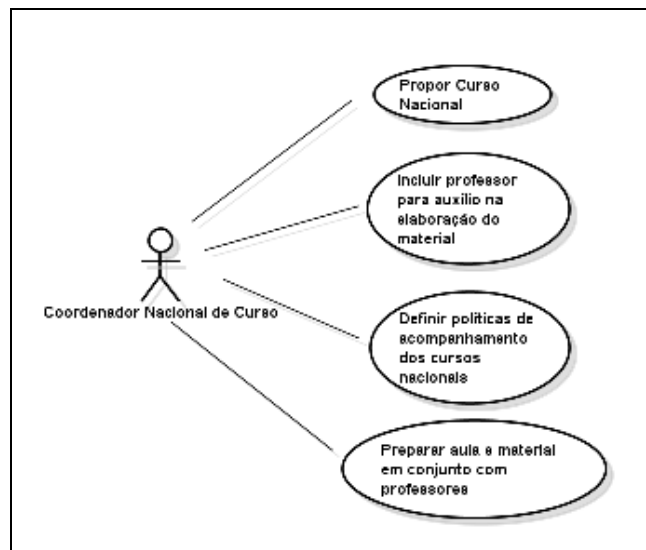 Propor Curso
Nacional
Incluir professor
para auxílio na
elaboração do
material
Coordenador Nacional de Curso
Definir políticas de
acompanhamento
dos cursos
nacionais
Preparar aula e material
em conjunto com
professores